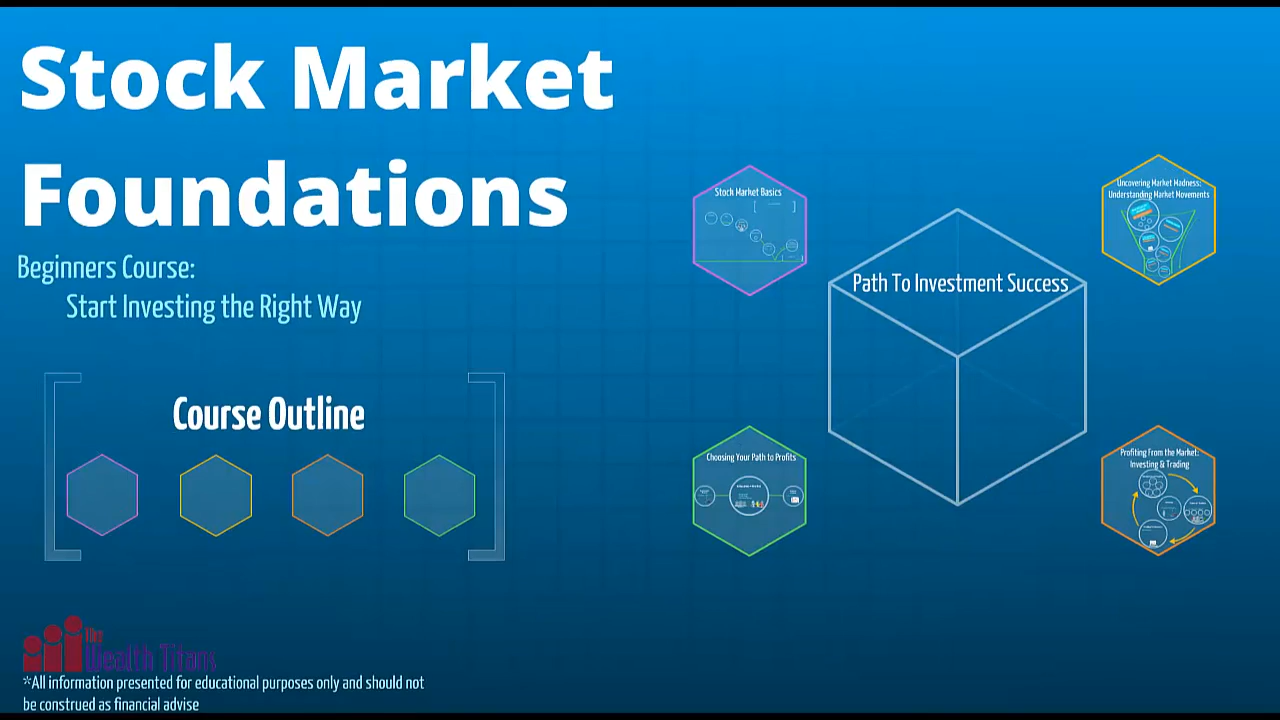 Stock Market
Foundations
Beginners Course:
Start Investing the Right Way
Course Outline
Stock Market Basics
Uncovering Market Madness:
Understanding Market Movements
Path To Investment Success
Choosing Your Path to Profits
Profiting From the Market:
Investing & Trading
The
Wealth Titans
*All information presented for educational purposes only and should not
be construed as financial advise